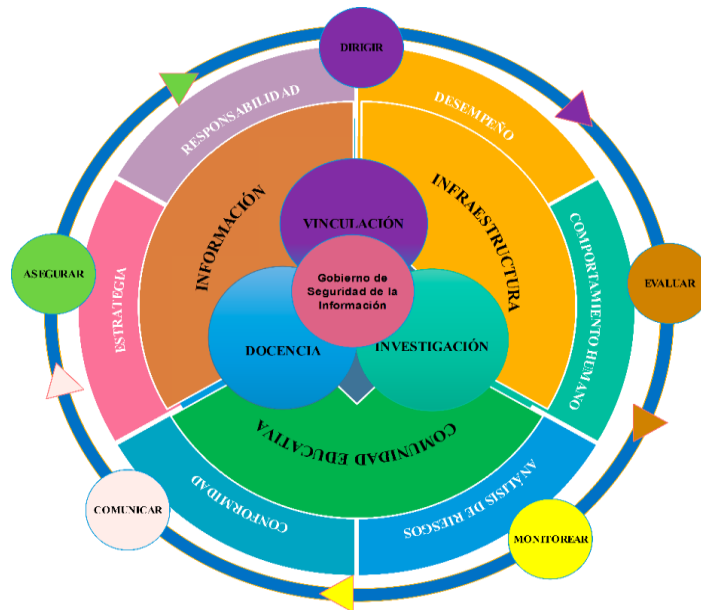 DIRIGIR
RESPONSABILIDAD
DESEMPEÑO
INFORMACIÓN
INFRAESTRUCTURA
VINCULACIÓN
COMPORTAMIENTO HUMANO
ESTRATEGIA
ASEGURAR
Gobierno de
Seguridad de la
Información
EVALUAR
DOCENCIA
INVESTIGACIÓN
COMUNIDAD EDUCATIVA
CONFORMIDAD
ANÁLISIS DE RIESGOS
COMUNICAR
MONITOREAR